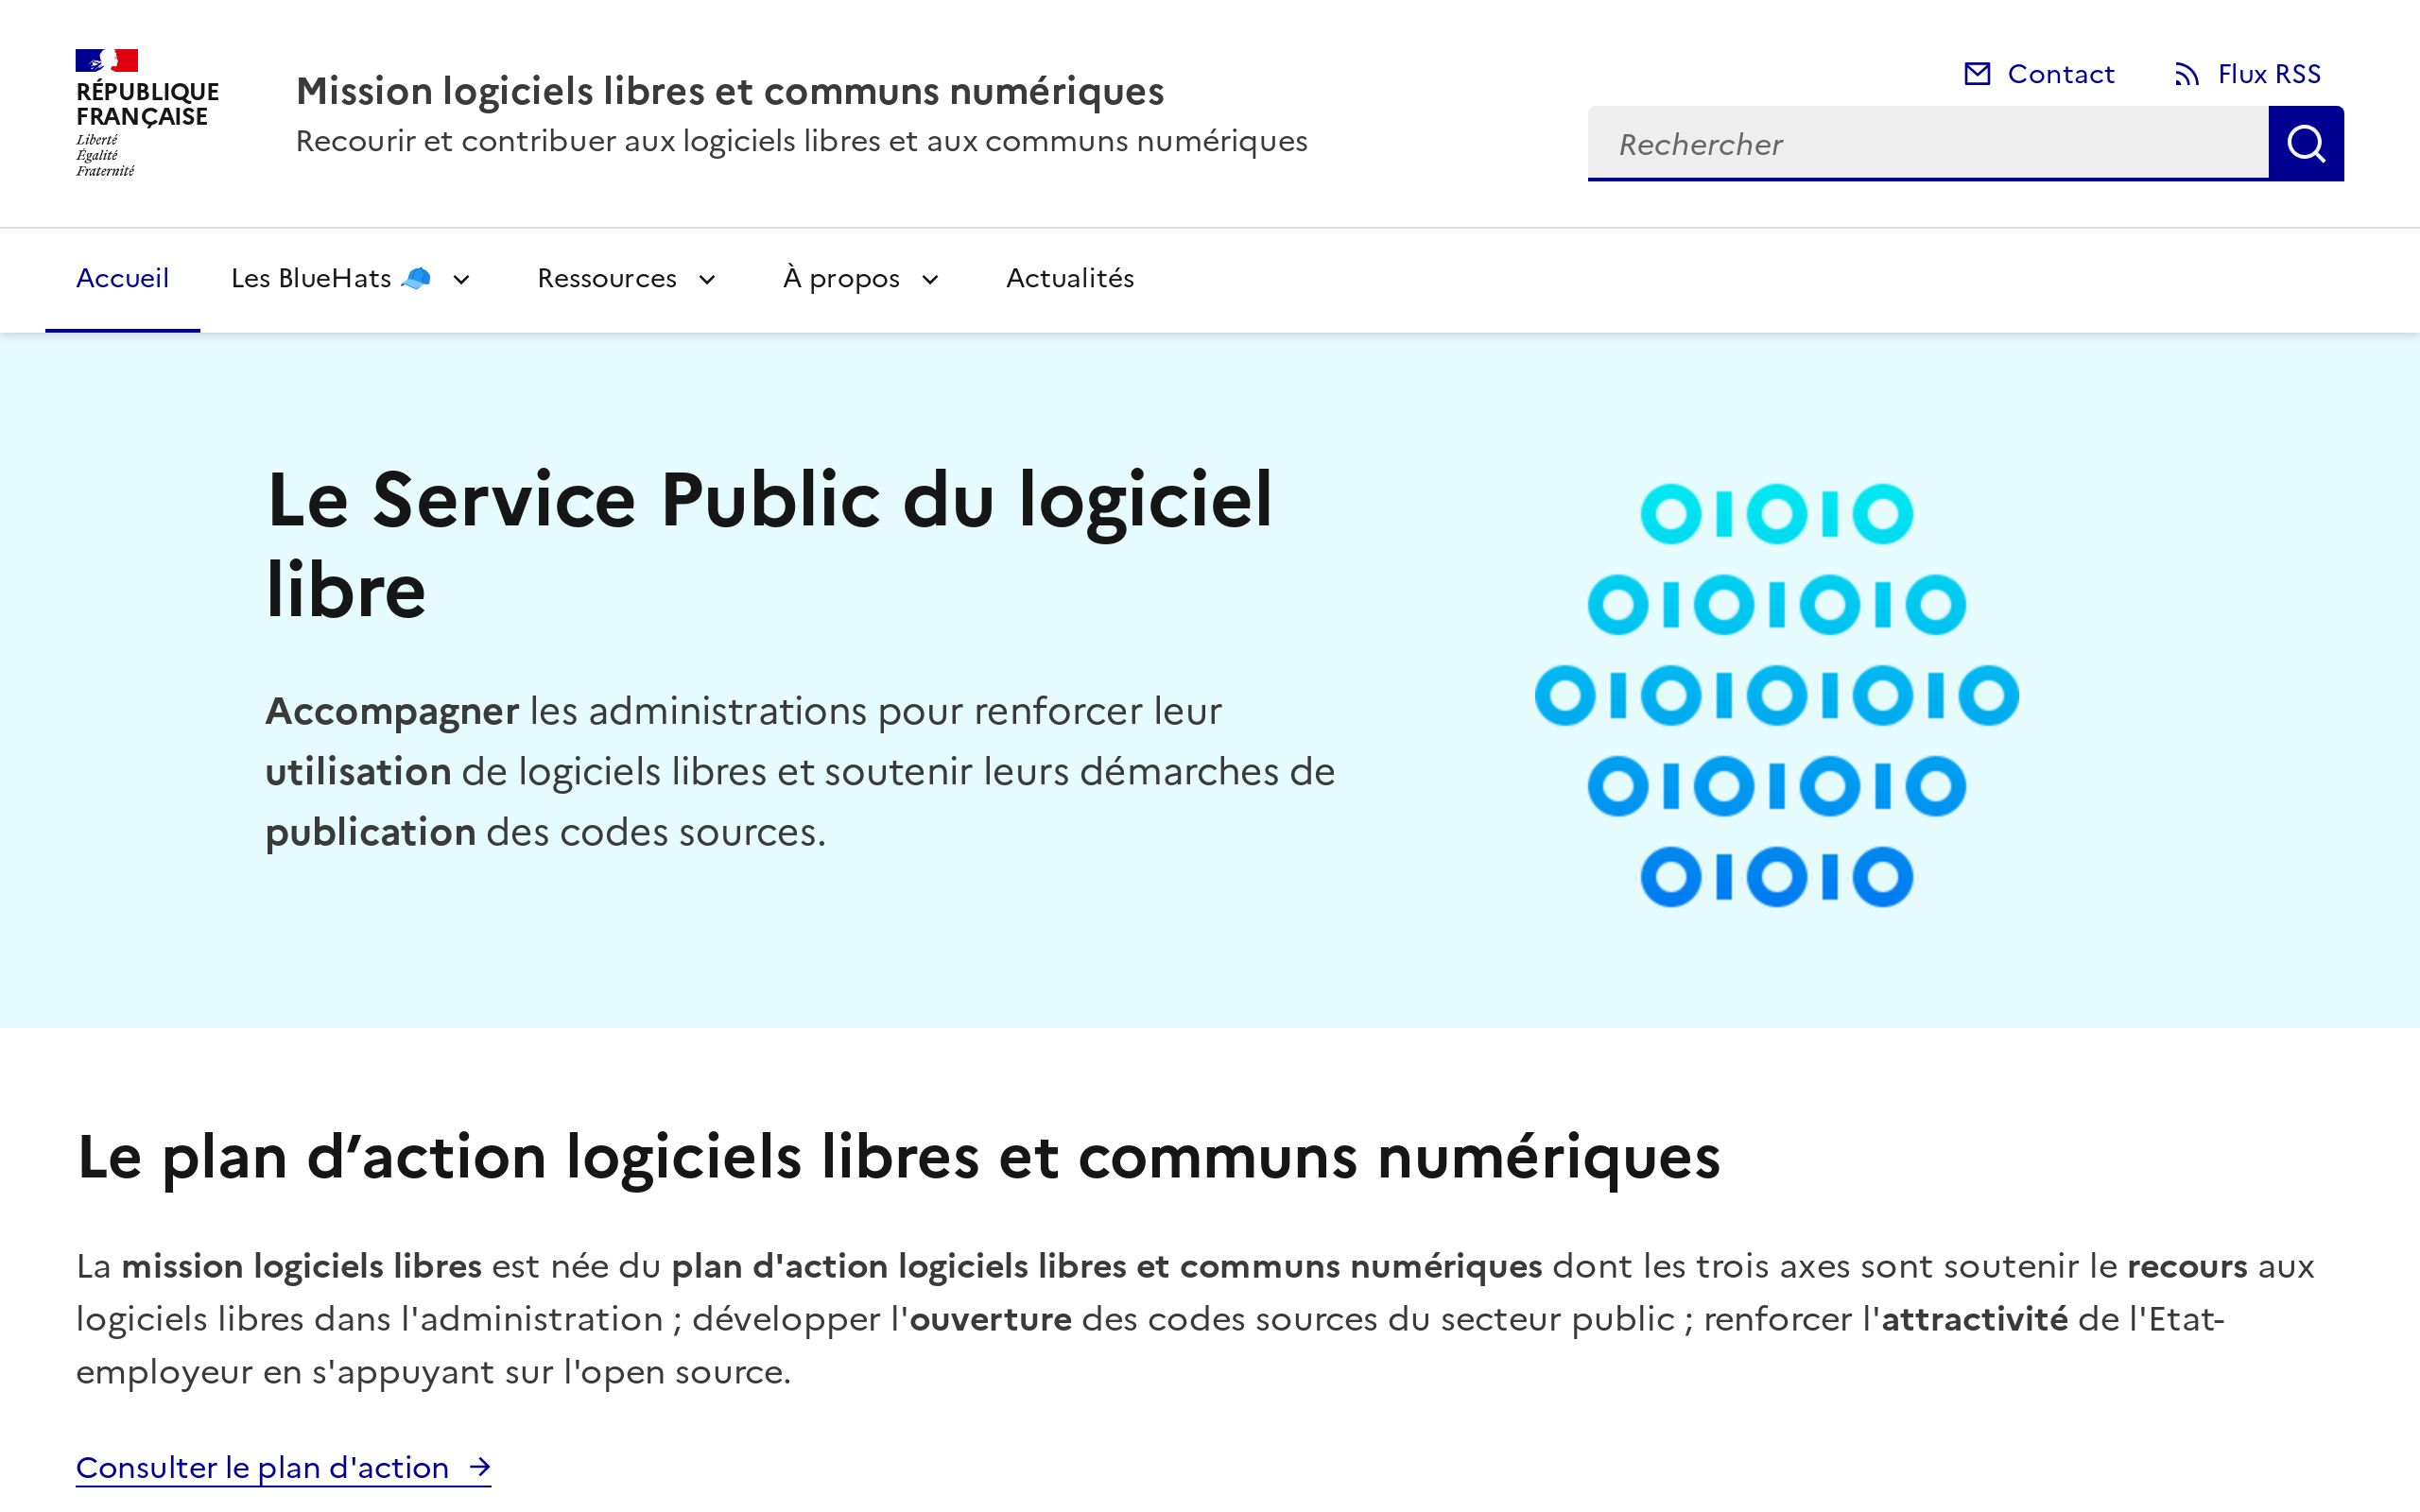 RÉPUBLIQUE
FRANÇAISE
Liberté
Égalité
Fraternité
Mission logiciels libres et communs numériques
Recourir et contribuer aux logiciels libres et aux communs numériques
Contact
Flux RSS
Rechercher
Accueil
Les BlueHats 🧢
Ressources
À propos
Actualités
Le Service Public du logiciel
libre
Accompagner les administrations pour renforcer leur
utilisation de logiciels libres et soutenir leurs démarches de
publication des codes sources.
OIOIO
OIOIOIO
OIOIOIOIO
OIOIOIO
OIOIO
Le plan d’action logiciels libres et communs numériques
La mission logiciels libres est née du plan d'action logiciels libres et communs numériques dont les trois axes sont soutenir le recours aux
logiciels libres dans l'administration ; développer l'ouverture des codes sources du secteur public ; renforcer l'attractivité de l'Etat-
employeur en s'appuyant sur l'open source.
Consulter le plan d'action →